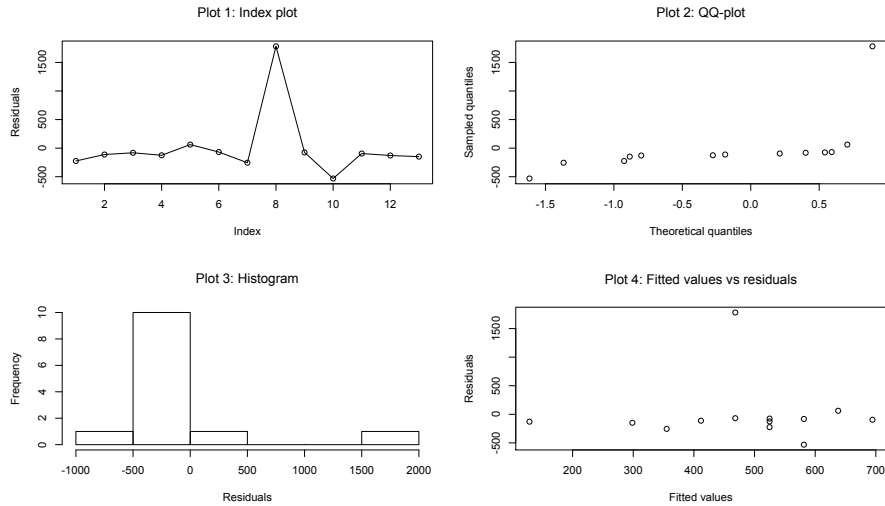 Plot 1: Index plot
Residuals
1500
500
0
-500
2 4 6 8 10 12
Index
Plot 2: QQ-plot
Sampled quantiles
1500
500
0
-500
-1.5 -1.0 -0.5 0.0 0.5
Theoretical quantiles
Plot 3: Histogram
Frequency
10
8
6
4
2
0
-1000 -500 0 500 1000 1500 2000
Residuals
Plot 4: Fitted values vs residuals
Residuals
1500
500
0
-500
200 300 400 500 600 700
Fitted values